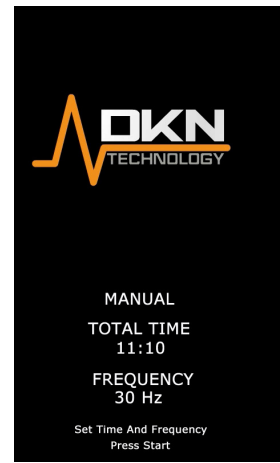 DKN
TECHNOLOGY
MANUAL
TOTAL TIME
11:10
FREQUENCY
30 Hz
Set Time And Frequency
Press Start